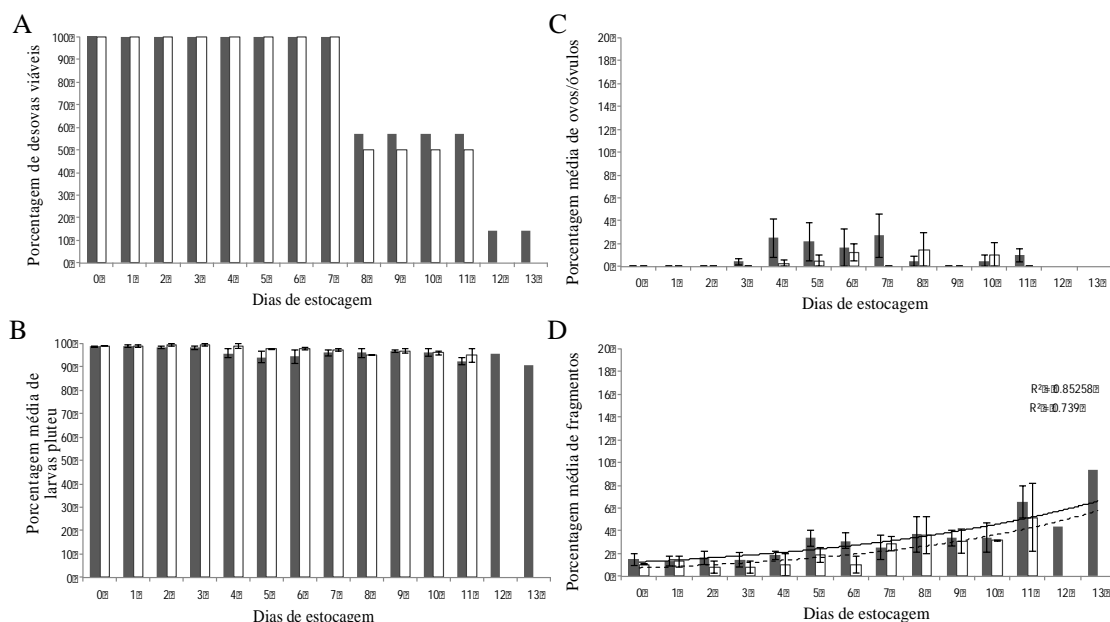 A
Porcentagem de desovas viáveis
100
90
80
70
60
50
40
30
20
10
0
0 1 2 3 4 5 6 7 8 9 10 11 12 13
Dias de estocagem
B
Porcentagem média de
larvas pluteu
100
90
80
70
60
50
40
30
20
10
0
0 1 2 3 4 5 6 7 8 9 10 11 12 13
Dias de estocagem
C
Porcentagem média de ovos/óvulos
20
18
16
14
12
10
8
6
4
2
0
0 1 2 3 4 5 6 7 8 9 10 11 12 13
Dias de estocagem
D
Porcentagem média de fragmentos
20
18
16
14
12
10
8
6
4
2
0
R² = 0.85258
R² = 0.739
0 1 2 3 4 5 6 7 8 9 10 11 12 13
Dias de estocagem